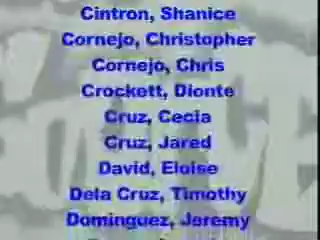 Cintron, Shanice
Cornejo, Christopher
Cornejo, Chris
Crockett, Dionte
Cruz, Cecia
Cruz, Jared
David, Eloise
Dela Cruz, Timothy
Dominguez, Jeremy